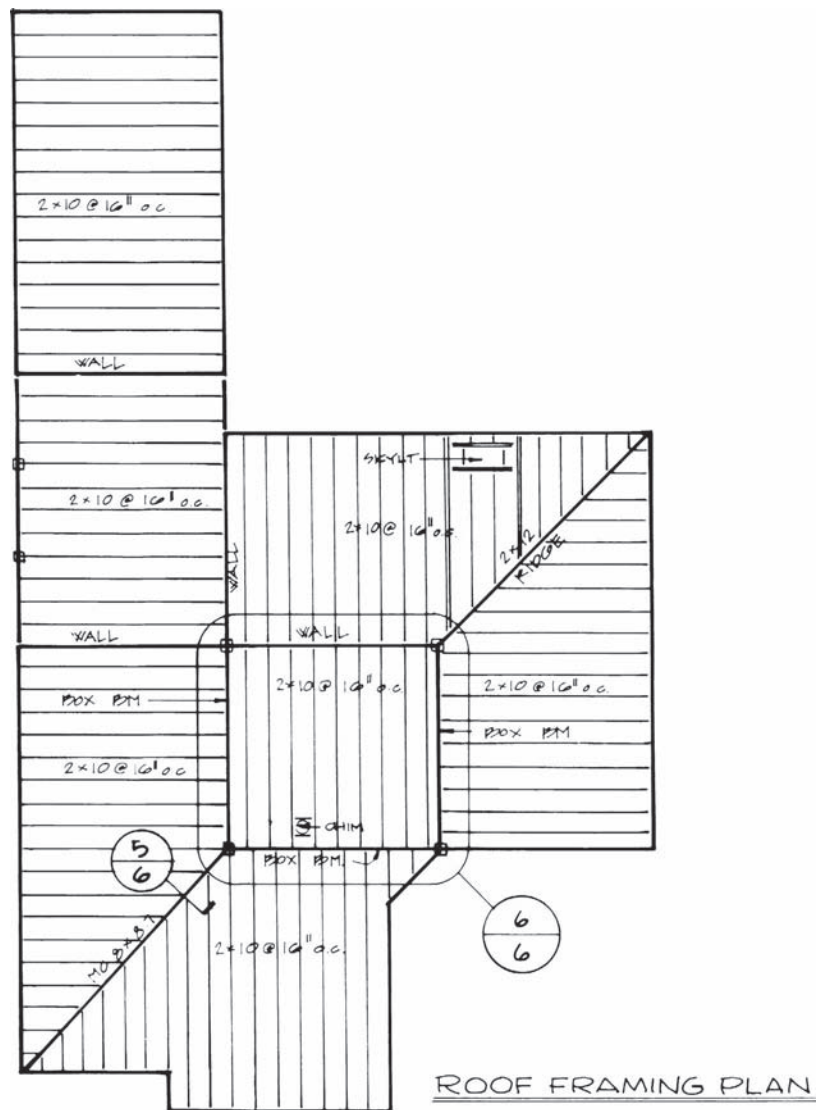 2×10 @ 16" o.c.
WALL
SKYLT
2×10 @ 16" o.c.
2×10 @ 16" o.c.
2×12
RIDGE
WALL
WALL
WALL
2×10 @ 16" o.c.
2×10 @ 16" o.c.
BOX BM
BOX BM
2×10 @ 16" o.c
CHIM
5
6
BOX BM.
6
6
2×10 @ 16" o.c.
ROOF FRAMING PLAN